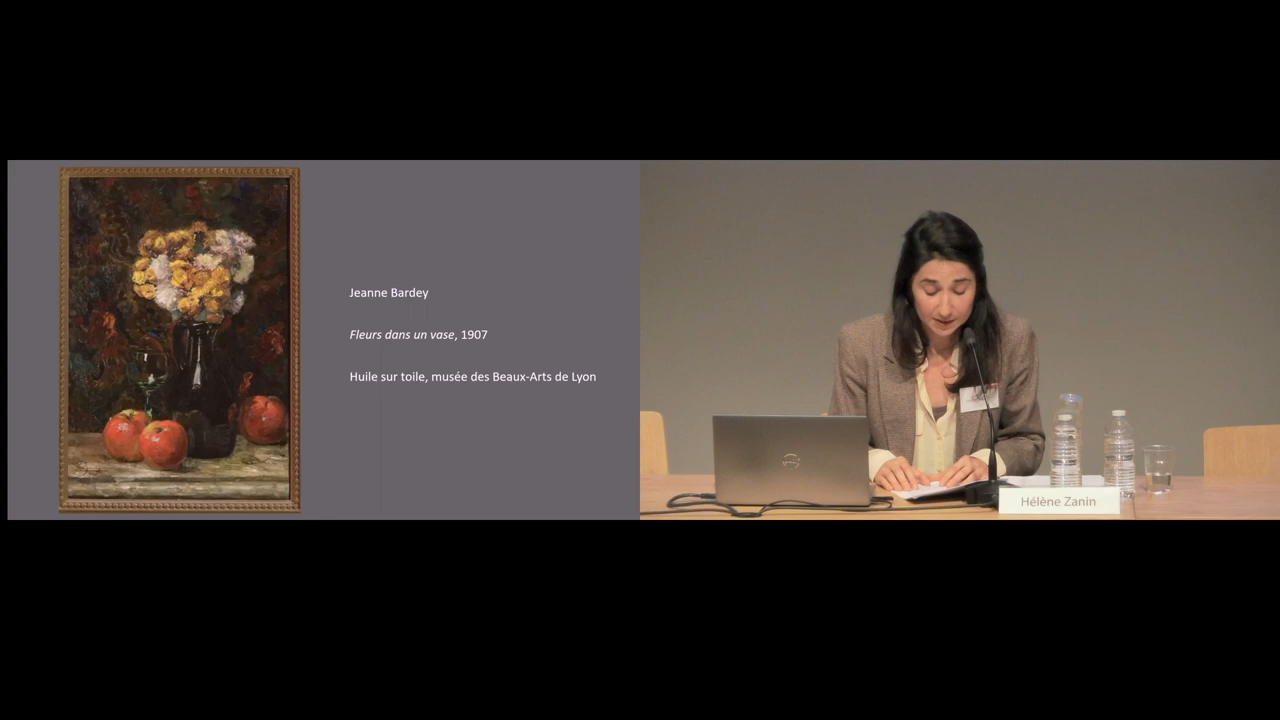 Jeanne Bardey
Fleurs dans un vase, 1907
Huile sur toile, musée des Beaux-Arts de Lyon
Hélène Zanin